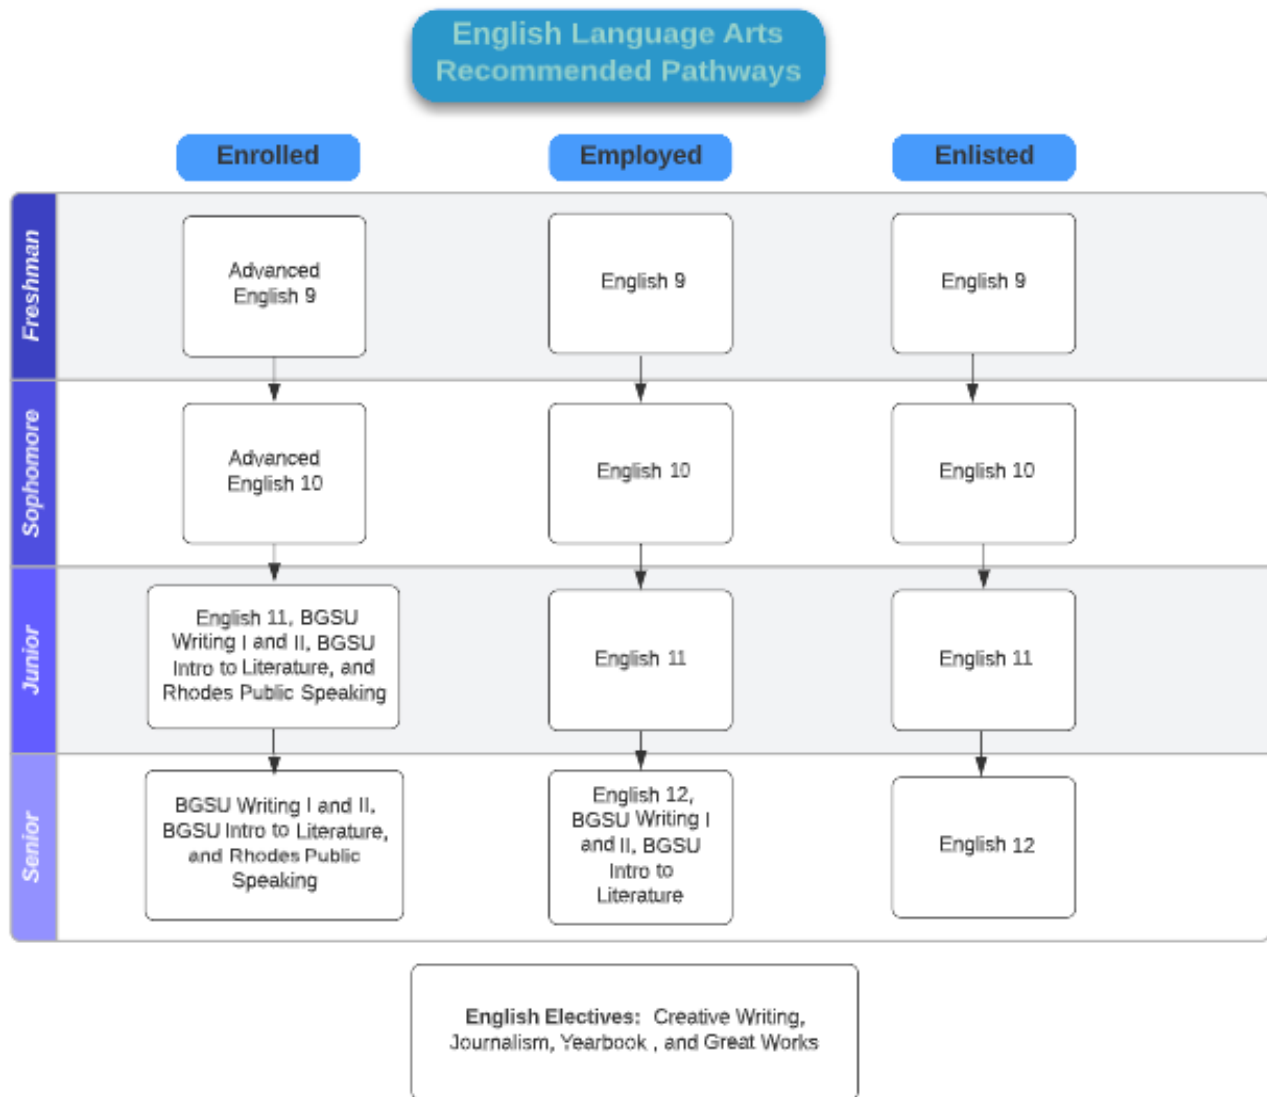 English Language Arts
Recommended Pathways
Enrolled
Employed
Enlisted
Freshman
Advanced
English 9
English 9
English 9
Sophomore
Advanced
English 10
English 10
English 10
Junior
English 11, BGSU
Writing I and II, BGSU
Intro to Literature, and
Rhodes Public Speaking
English 11
English 11
Senior
BGSU Writing I and II,
BGSU Intro to Literature,
and Rhodes Public
Speaking
English 12,
BGSU Writing I
and II, BGSU
Intro to
Literature
English 12
English Electives: Creative Writing,
Journalism, Yearbook , and Great Works